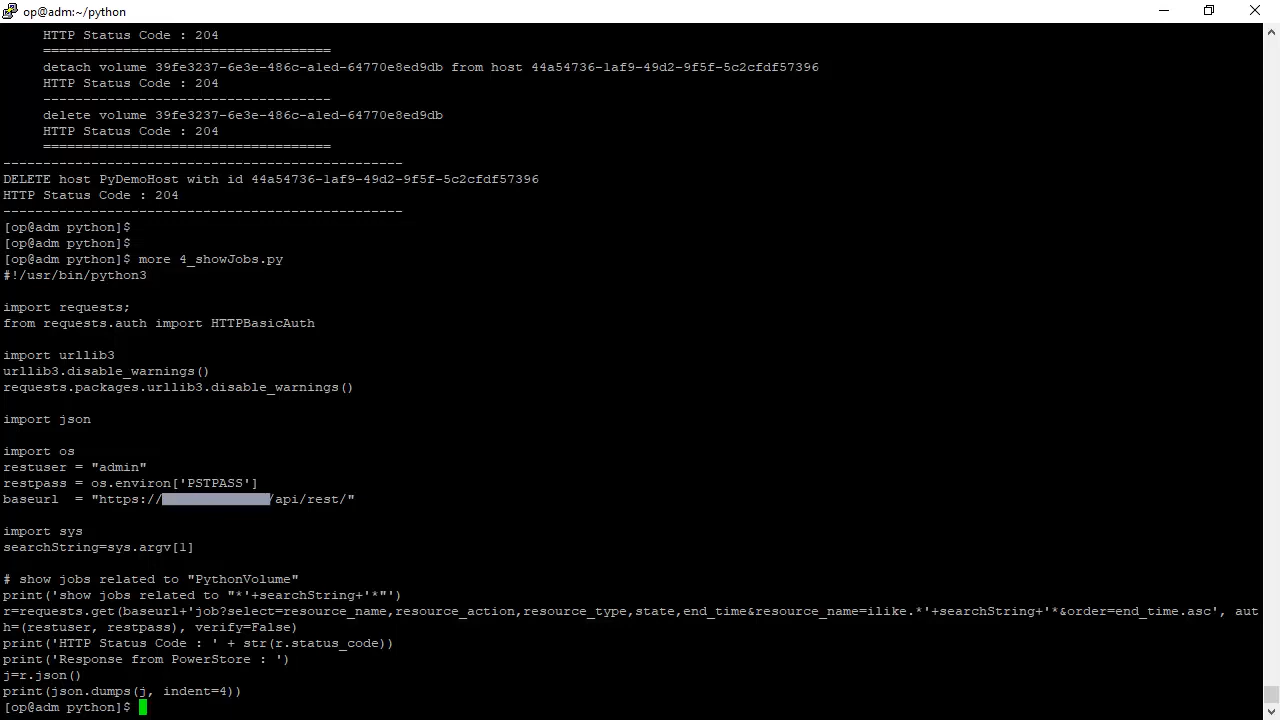 op@adm:~/python
     HTTP Status Code : 204
     ====================================
     detach volume 39fe3237-6e3e-486c-a1ed-64770e8ed9db from host 44a54736-1af9-49d2-9f5f-5c2cfdf57396
     HTTP Status Code : 204
     ------------------------------------
     delete volume 39fe3237-6e3e-486c-a1ed-64770e8ed9db
     HTTP Status Code : 204
     ====================================
--------------------------------------------------
DELETE host PyDemoHost with id 44a54736-1af9-49d2-9f5f-5c2cfdf57396
HTTP Status Code : 204
--------------------------------------------------
[op@adm python]$
[op@adm python]$
[op@adm python]$ more 4_showJobs.py
#!/usr/bin/python3
import requests;
from requests.auth import HTTPBasicAuth
import urllib3
urllib3.disable_warnings()
requests.packages.urllib3.disable_warnings()
import json
import os
restuser = "admin"
restpass = os.environ['PSTPASS']
baseurl  = "https:///api/rest/"
import sys
searchString=sys.argv[1]
# show jobs related to "PythonVolume"
print('show jobs related to "*'+searchString+'*"')
r=requests.get(baseurl+'job?select=resource_name,resource_action,resource_type,state,end_time&resource_name=ilike.*'+searchString+'*&order=end_time.asc', aut
h=(restuser, restpass), verify=False)
print('HTTP Status Code : ' + str(r.status_code))
print('Response from PowerStore : ')
j=r.json()
print(json.dumps(j, indent=4))
[op@adm python]$